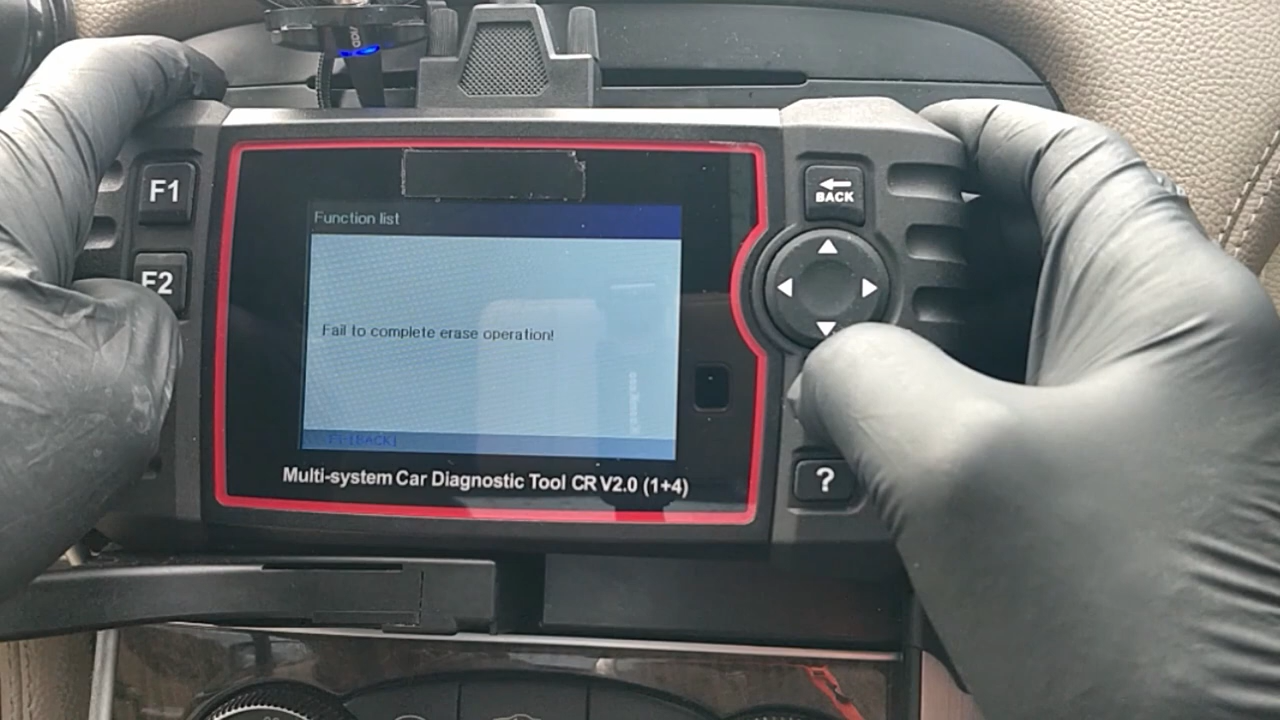 F1
F2
BACK
Function list
Fail to complete erase operation!
F1-[BACK]
Multi-system Car Diagnostic Tool CR V2.0 (1+4)
?